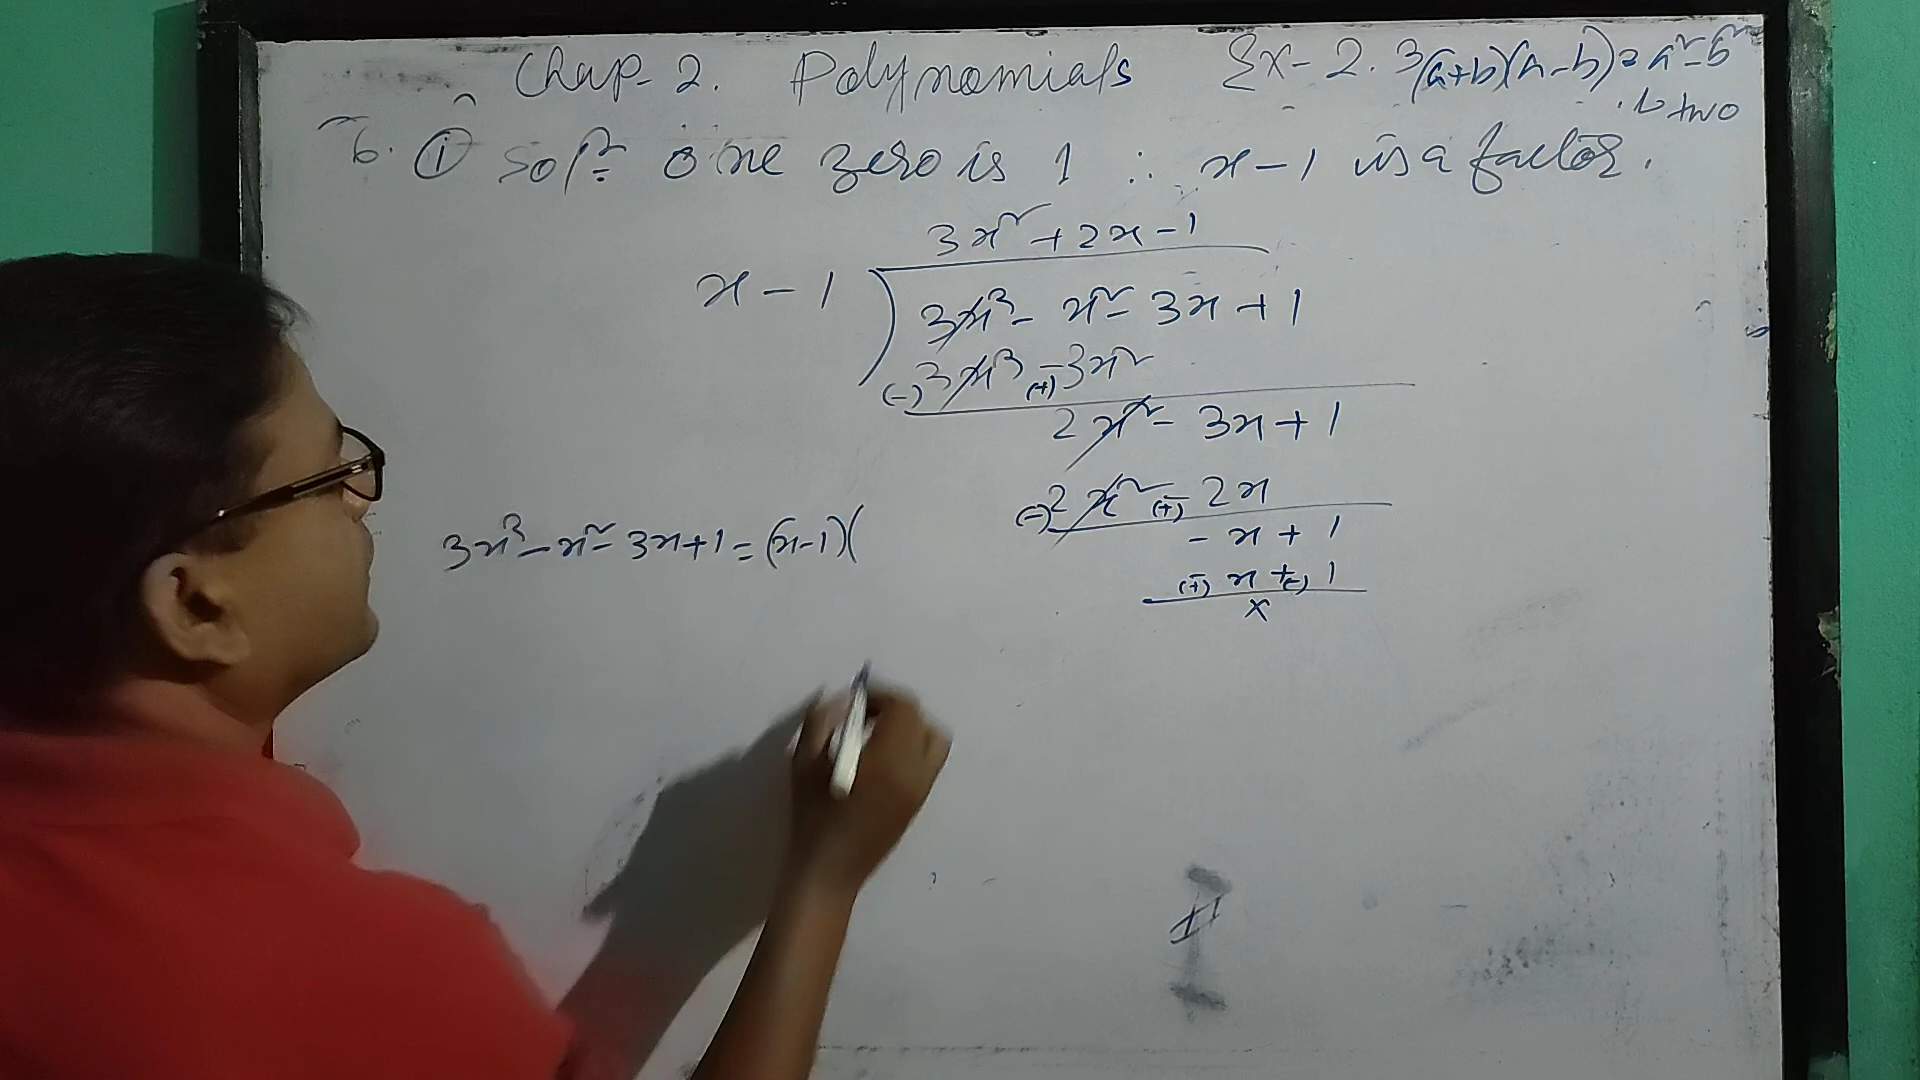 Chap-2. Polynomials Ex-2.3 (a+b)(a-b)=a²-b²
two
6. (i) Solⁿ:- one zero is 1 ∴ x-1 is a factor.
3x²+2x-1
x-1 ) 3x³-x²-3x+1
(-)3x³ (+)-3x²
2x²-3x+1
(-)2x² (+)-2x
-x+1
(+)-x+(-)1
x
3x³-x²-3x+1=(x-1)(